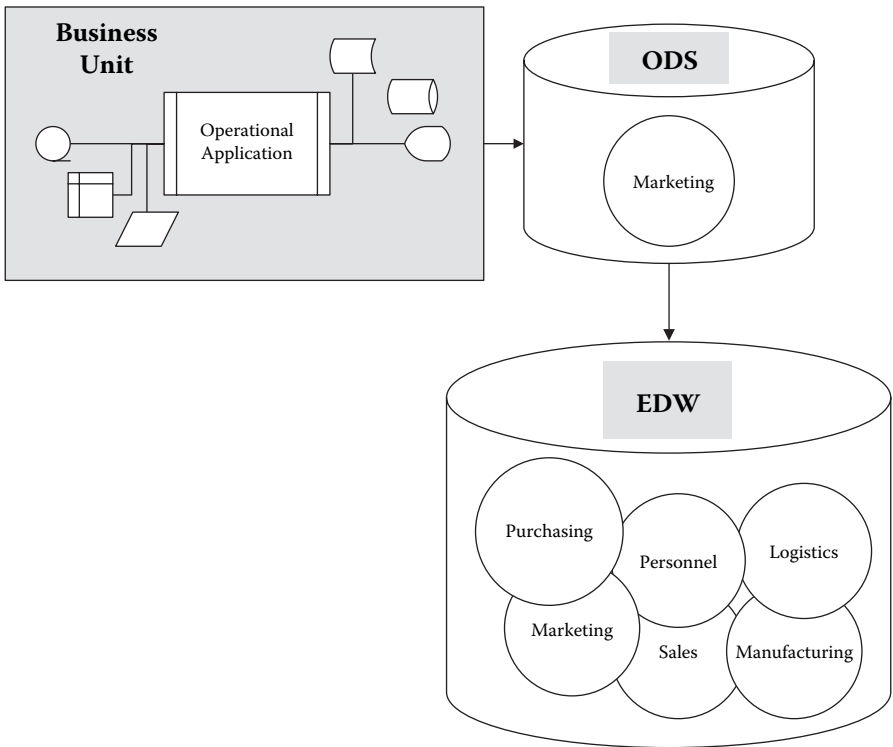 Business
Unit
Operational
Application
ODS
Marketing
EDW
Purchasing
Personnel
Logistics
Marketing
Sales
Manufacturing